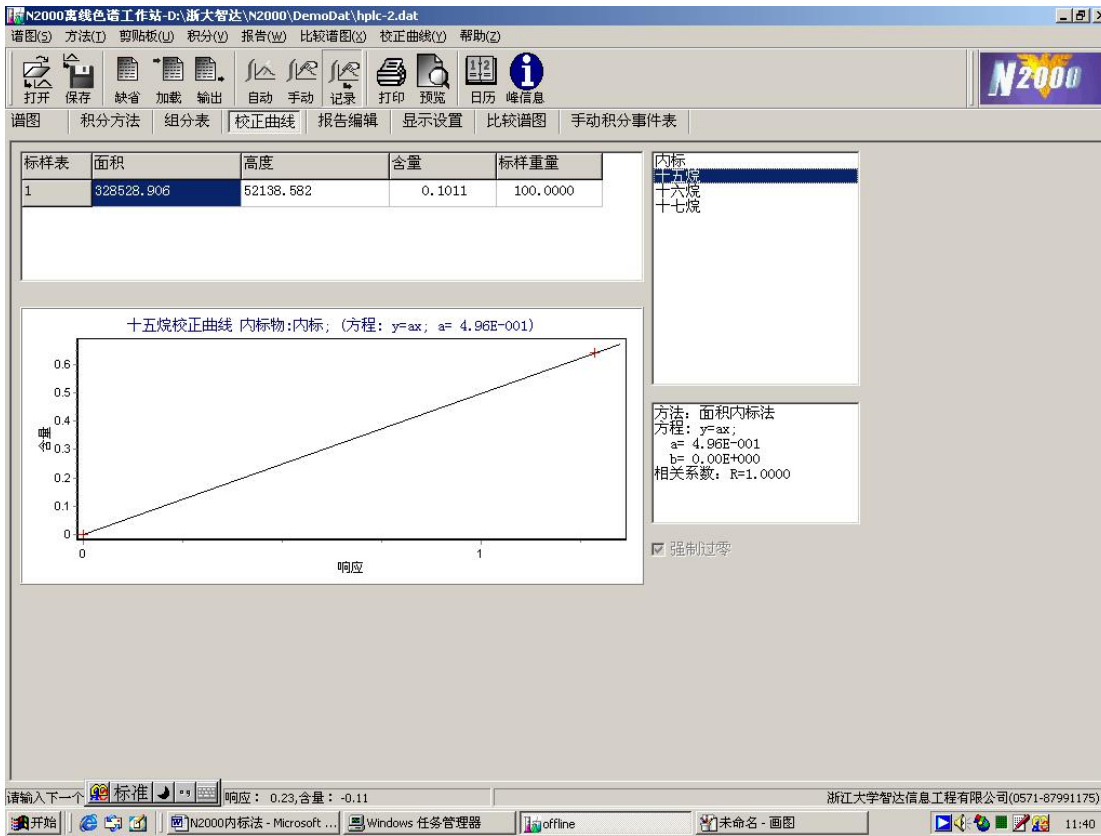 N2000离线色谱工作站-D:\浙大智达\N2000\DemoDat\hplc-2.dat
谱图(S) 方法(T) 剪贴板(U) 积分(V) 报告(W) 比较谱图(X) 校正曲线(Y) 帮助(Z)
打开 保存 缺省 加载 输出 自动 手动 记录 打印 预览 日历 峰信息
N2000
谱图 积分方法 组分表 校正曲线 报告编辑 显示设置 比较谱图 手动积分事件表
标样表 面积 高度 含量 标样重量
1 328528.906 52138.582 0.1011 100.0000
内标
十五烷
十六烷
十七烷
十五烷校正曲线 内标物:内标; (方程: y=ax; a= 4.96E-001)
0.6
0.5
0.4
0.3
0.2
0.1
0
含量
0 1
响应
方法: 面积内标法
方程: y=ax;
a= 4.96E-001
b= 0.00E+000
相关系数: R=1.0000
强制过零
请输入下一个 标准 响应: 0.23,含量: -0.11 浙江大学智达信息工程有限公司(0571-87991175)
开始 N2000内标法 - Microsoft ... Windows 任务管理器 offline 未命名 - 画图 11:40